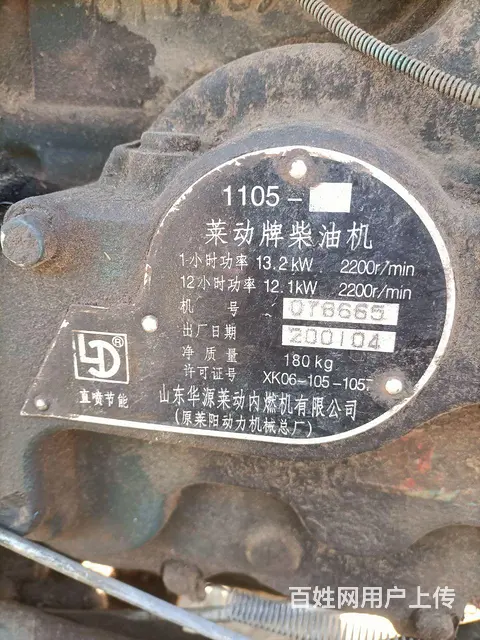 1105-
莱动牌柴油机
1小时功率 13.2kW 2200r/min
12小时功率 12.1kW 2200r/min
机 号 078665
出厂日期 200104
净 质 量 180kg
许可证号 XK06-105-105
LD®
直喷节能
山东华源莱动内燃机有限公司
(原莱阳动力机械总厂)
百姓网用户上传